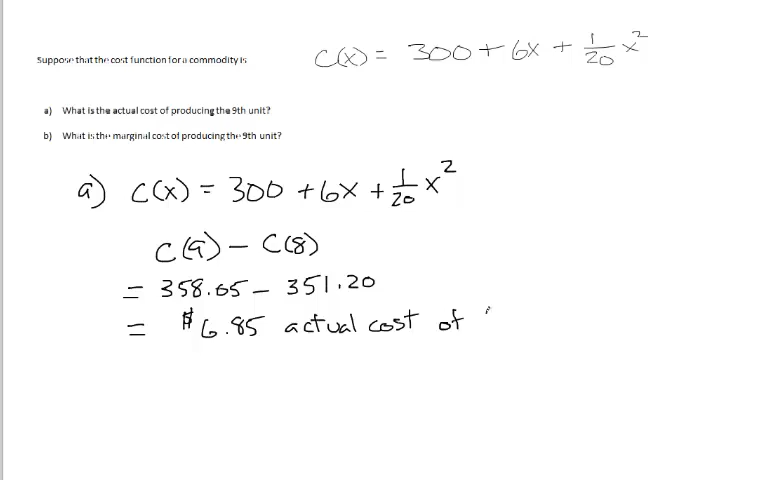 Suppose that the cost function for a commodity is C(x) = 300 + 6x + 1/20 x²
a) What is the actual cost of producing the 9th unit?
b) What is the marginal cost of producing the 9th unit?
a) C(x) = 300 + 6x + 1/20 x²
C(9) - C(8)
= 358.05 - 351.20
= $6.85 actual cost of